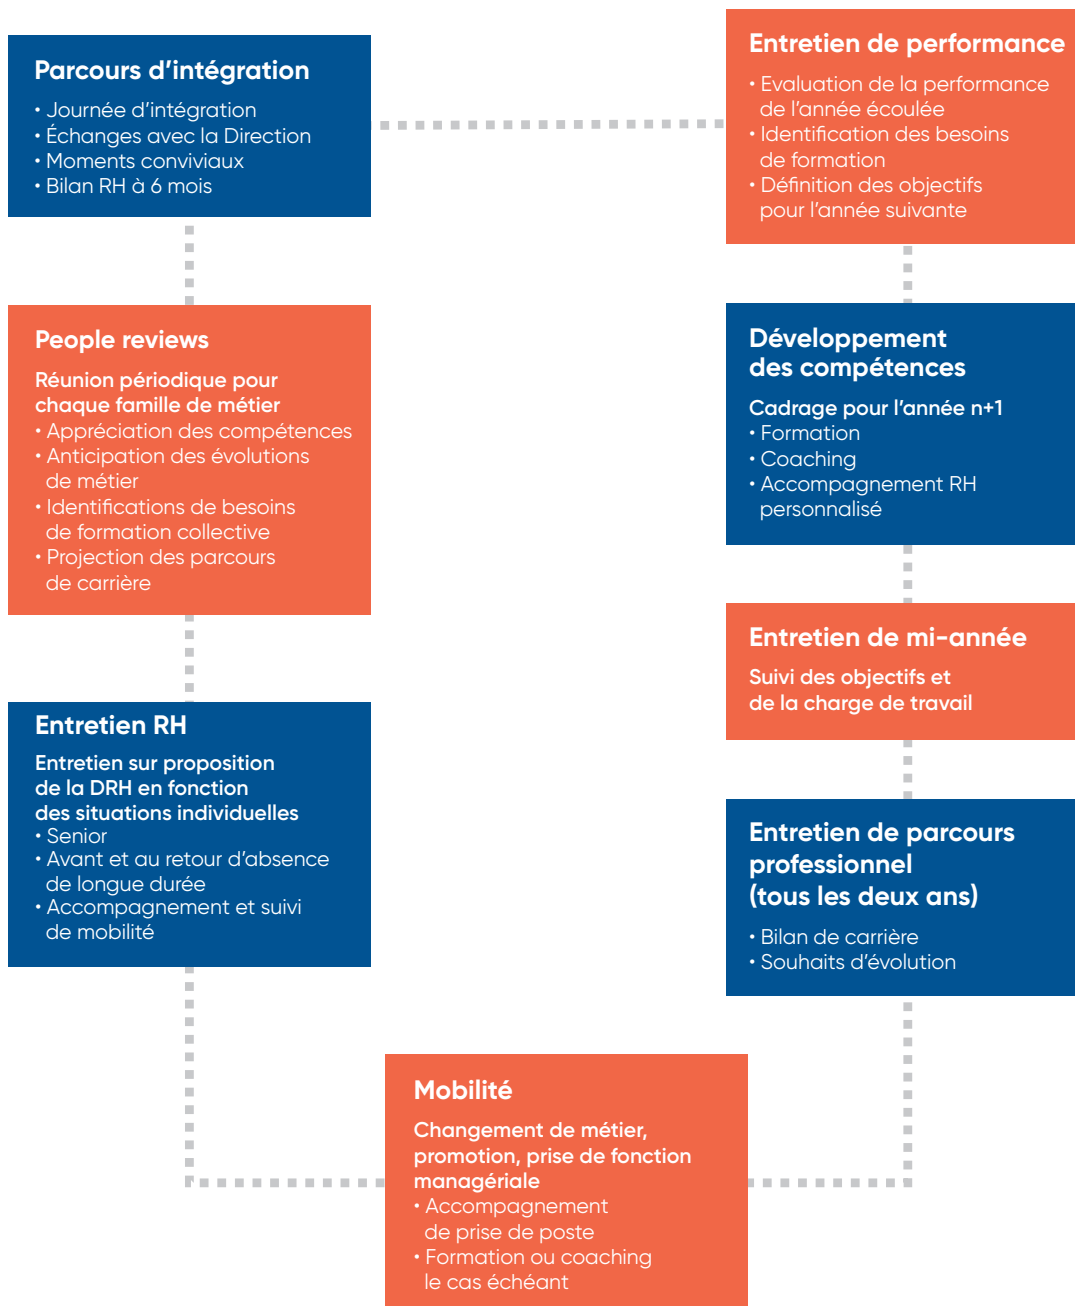 Parcours d’intégration
• Journée d’intégration
• Échanges avec la Direction
• Moments conviviaux
• Bilan RH à 6 mois
Entretien de performance
• Evaluation de la performance
de l’année écoulée
• Identification des besoins
de formation
• Définition des objectifs
pour l’année suivante
People reviews
Réunion périodique pour
chaque famille de métier
• Appréciation des compétences
• Anticipation des évolutions
de métier
• Identifications de besoins
de formation collective
• Projection des parcours
de carrière
Développement
des compétences
Cadrage pour l’année n+1
• Formation
• Coaching
• Accompagnement RH
personnalisé
Entretien de mi-année
Suivi des objectifs et
de la charge de travail
Entretien RH
Entretien sur proposition
de la DRH en fonction
des situations individuelles
• Senior
• Avant et au retour d’absence
de longue durée
• Accompagnement et suivi
de mobilité
Entretien de parcours
professionnel
(tous les deux ans)
• Bilan de carrière
• Souhaits d’évolution
Mobilité
Changement de métier,
promotion, prise de fonction
managériale
• Accompagnement
de prise de poste
• Formation ou coaching
le cas échéant